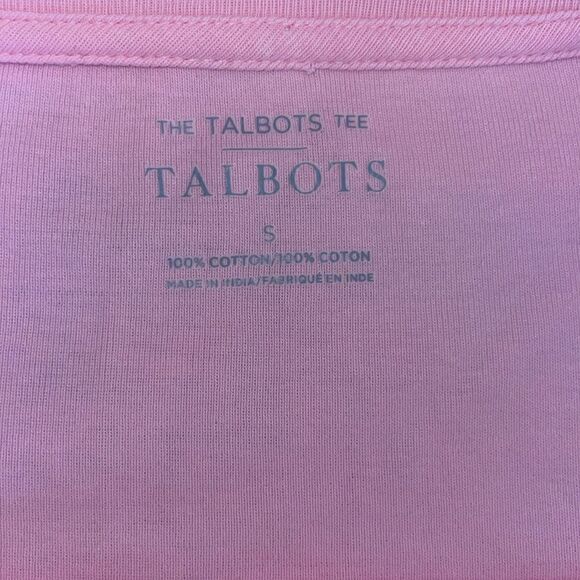 THE TALBOTS TEE
TALBOTS
S
100% COTTON/100% COTON
MADE IN INDIA/FABRIQUÉ EN INDE